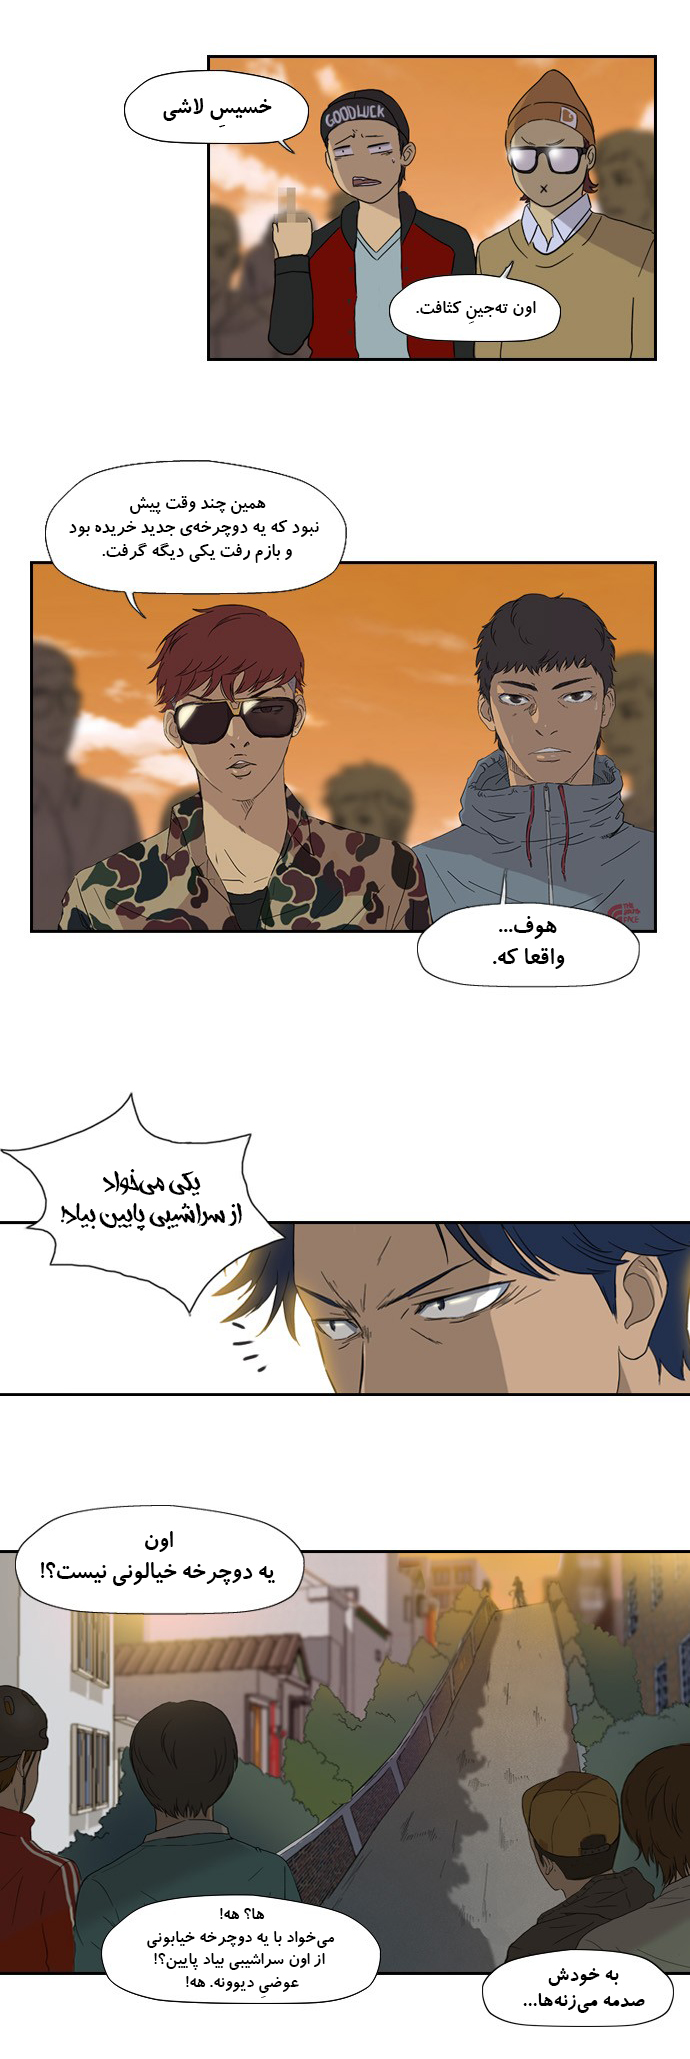 خسیسِ لاشی
GOODLUCK
اون ته‌جینِ کثافت.
همین چند وقت پیش
نبود که یه دوچرخه‌ی جدید خریده بود
و بازم رفت یکی دیگه گرفت.
هوف...
واقعا که.
یکی می‌خواد
از سراشیبی پایین بیاد!
اون
یه دوچرخه خیالونی نیست؟!
ها؟ هه!
می‌خواد با یه دوچرخه خیابونی
از اون سراشیبی بیاد پایین؟!
عوضیِ دیوونه. هه!
به خودش
صدمه می‌زنه‌ها...